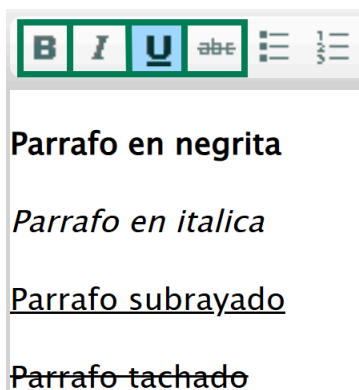 B I U abc
1
2
3
Parrafo en negrita
Parrafo en italica
Parrafo subrayado
Parrafo tachado